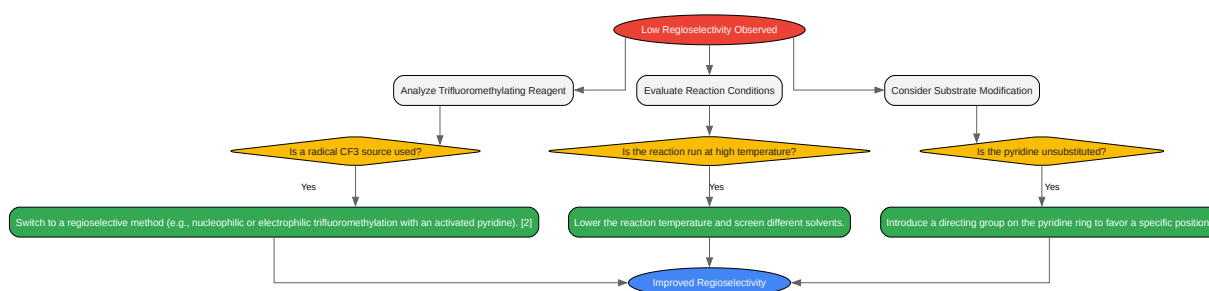 Low Regioselectivity Observed
Analyze Trifluoromethylating Reagent
Evaluate Reaction Conditions
Consider Substrate Modification
Is a radical CF3 source used?
Is the reaction run at high temperature?
Is the pyridine unsubstituted?
Yes
Yes
Yes
Switch to a regioselective method (e.g., nucleophilic or electrophilic trifluoromethylation with an activated pyridine). [2]
Lower the reaction temperature and screen different solvents.
Introduce a directing group on the pyridine ring to favor a specific position
Improved Regioselectivity